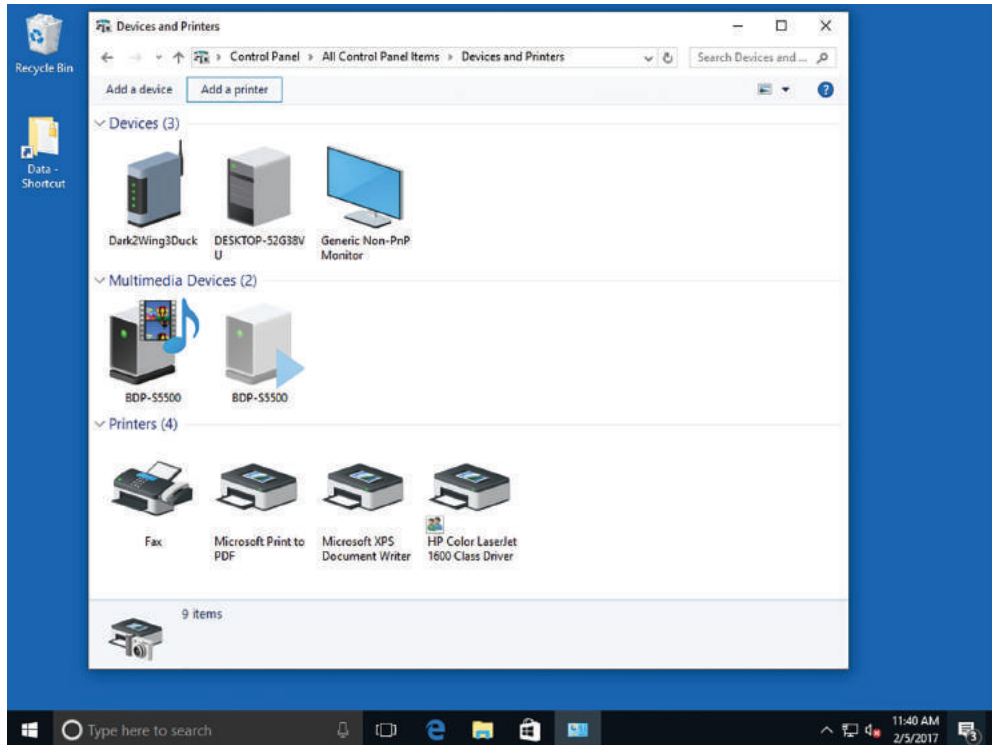 Recycle Bin
Data -
Shortcut
Devices and Printers
Control Panel > All Control Panel Items > Devices and Printers
Search Devices and ...
Add a device
Add a printer
Devices (3)
Dark2Wing3Duck
DESKTOP-52G38V
U
Generic Non-PnP
Monitor
Multimedia Devices (2)
BDP-S5500
BDP-S5500
Printers (4)
Fax
Microsoft Print to
PDF
Microsoft XPS
Document Writer
HP Color LaserJet
1600 Class Driver
9 items
Type here to search
11:40 AM
2/5/2017
3